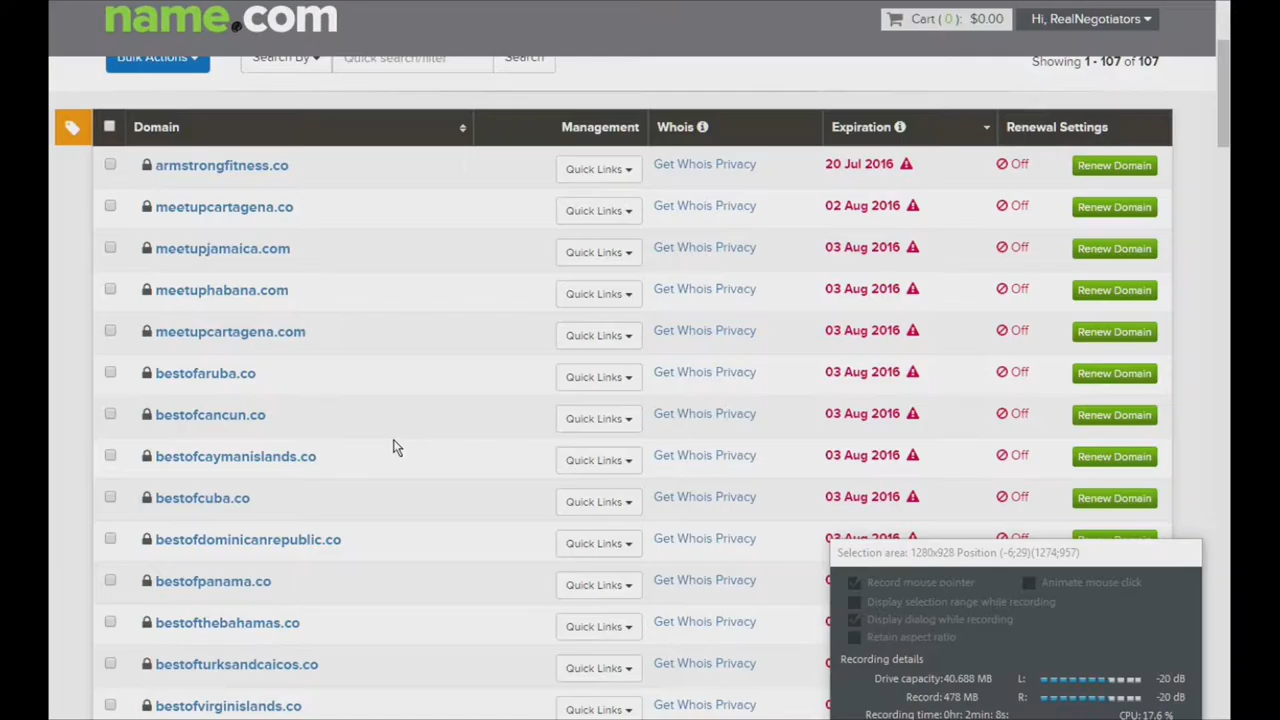 name.com
Cart ( 0 ): $0.00
Hi, RealNegotiators
Bulk Actions
Search By
Quick search/filter
Search
Showing 1 - 107 of 107
Domain Management Whois Expiration Renewal Settings
armstrongfitness.co Quick Links Get Whois Privacy 20 Jul 2016 Off Renew Domain
meetupcartagena.co Quick Links Get Whois Privacy 02 Aug 2016 Off Renew Domain
meetupjamaica.com Quick Links Get Whois Privacy 03 Aug 2016 Off Renew Domain
meetuphabana.com Quick Links Get Whois Privacy 03 Aug 2016 Off Renew Domain
meetupcartagena.com Quick Links Get Whois Privacy 03 Aug 2016 Off Renew Domain
bestofaruba.co Quick Links Get Whois Privacy 03 Aug 2016 Off Renew Domain
bestofcancun.co Quick Links Get Whois Privacy 03 Aug 2016 Off Renew Domain
bestofcaymanislands.co Quick Links Get Whois Privacy 03 Aug 2016 Off Renew Domain
bestofcuba.co Quick Links Get Whois Privacy 03 Aug 2016 Off Renew Domain
bestofdominicanrepublic.co Quick Links Get Whois Privacy 03 Aug 2016 Off Renew Domain
bestofpanama.co Quick Links Get Whois Privacy
bestofthebahamas.co Quick Links Get Whois Privacy
bestofturksandcaicos.co Quick Links Get Whois Privacy
bestofvirginislands.co Quick Links Get Whois Privacy
Selection area: 1280x928 Position (-6;29)(1274;957)
Record mouse pointer Animate mouse click
Display selection range while recording
Display dialog while recording
Retain aspect ratio
Recording details
Drive capacity: 40.688 MB L: -20 dB
Record: 478 MB R: -20 dB
Recording time: 0hr: 2min: 8s: CPU: 17.6 %